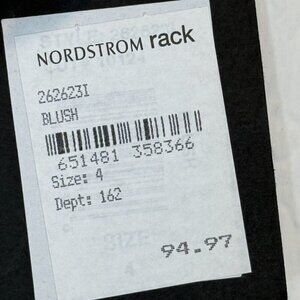 NORDSTROM rack
262623I
BLUSH
651481 358366
Size: 4
Dept: 162
94.97